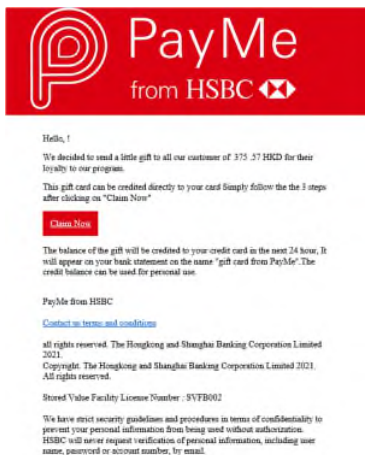 PayMe
from HSBC
Hello, !
We decided to send a little gift to all our customer of 375 .57 HKD for their
loyalty to our program.
This gift card can be credited directly to your card Simply follow the the 3 steps
after clicking on "Claim Now"
Claim Now
The balance of the gift will be credited to your credit card in the next 24 hour, It
will appear on your bank statement on the name "gift card from PayMe".The
credit balance can be used for personal use.
PayMe from HSBC
Contact us terms and conditions
all rights reserved. The Hongkong and Shanghai Banking Corporation Limited
2021.
Copyright. The Hongkong and Shanghai Banking Corporation Limited 2021.
All rights reserved.
Stored Value Facility License Number : SVFB002
We have strict security guidelines and procedures in terms of confidentiality to
prevent your personal information from being used without authorization.
HSBC will never request verification of personal information, including user
name, password or account number, by email.